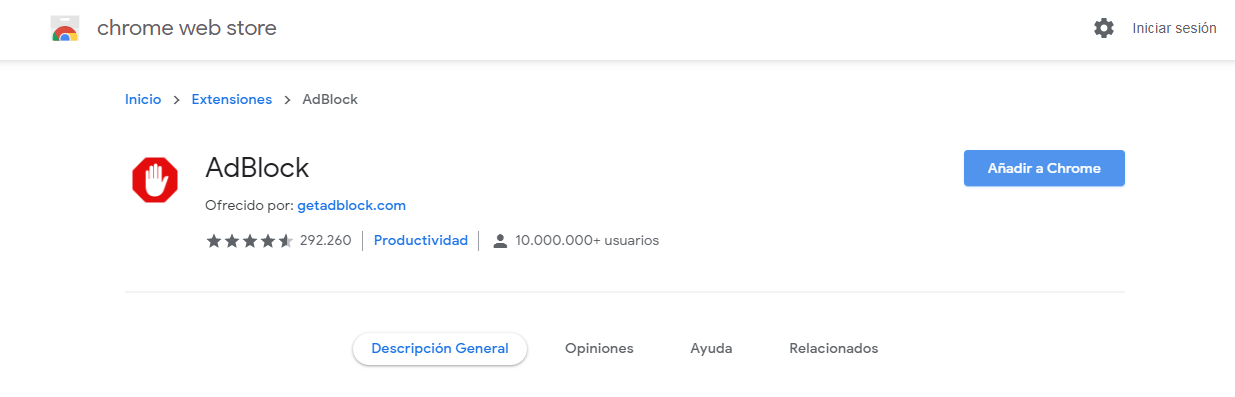 chrome web store
Iniciar sesión
Inicio > Extensiones > AdBlock
AdBlock
Añadir a Chrome
Ofrecido por: getadblock.com
292.260 | Productividad | 10.000.000+ usuarios
Descripción General
Opiniones
Ayuda
Relacionados